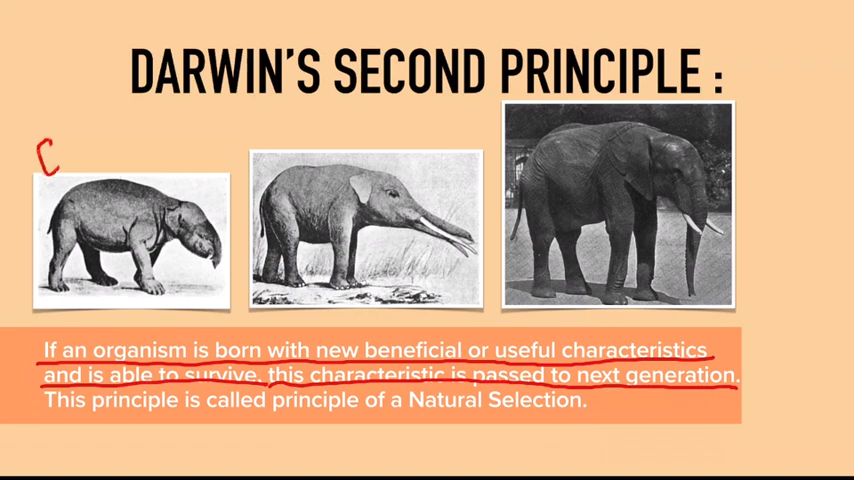 DARWIN'S SECOND PRINCIPLE :
C
If an organism is born with new beneficial or useful characteristics
and is able to survive, this characteristic is passed to next generation.
This principle is called principle of a Natural Selection.